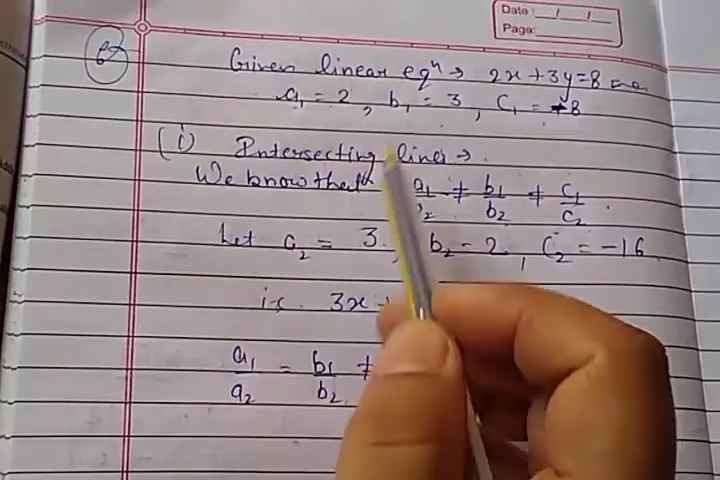 Date : / /
Page:
6
Given linear eqⁿ → 2x + 3y = 8
a₁ = 2 , b₁ = 3 , C₁ = -8
(i) Intersecting lines →
We know that a₁/a₂ ≠ b₁/b₂ ≠ c₁/c₂
Let a₂ = 3 , b₂ = 2 , C₂ = -16
i.e. 3x
a₁/a₂ = b₁/b₂ ≠